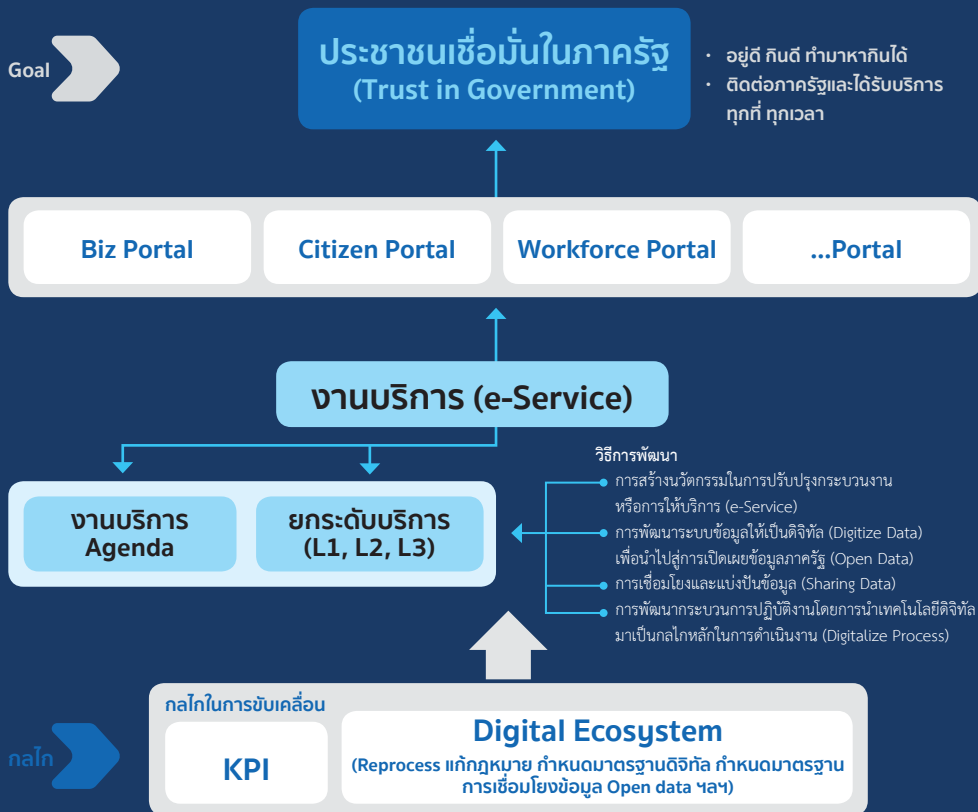 Goal
ประชาชนเชื่อมั่นในภาครัฐ
(Trust in Government)
· อยู่ดี กินดี ทำมาหากินได้
· ติดต่อภาครัฐและได้รับบริการ
ทุกที่ ทุกเวลา
Biz Portal
Citizen Portal
Workforce Portal
...Portal
งานบริการ (e-Service)
งานบริการ
Agenda
ยกระดับบริการ
(L1, L2, L3)
วิธีการพัฒนา
การสร้างนวัตกรรมในการปรับปรุงกระบวนงาน
หรือการให้บริการ (e-Service)
การพัฒนาระบบข้อมูลให้เป็นดิจิทัล (Digitize Data)
เพื่อนำไปสู่การเปิดเผยข้อมูลภาครัฐ (Open Data)
การเชื่อมโยงและแบ่งปันข้อมูล (Sharing Data)
การพัฒนากระบวนการปฏิบัติงานโดยการนำเทคโนโลยีดิจิทัล
มาเป็นกลไกหลักในการดำเนินงาน (Digitalize Process)
กลไก
กลไกในการขับเคลื่อน
KPI
Digital Ecosystem
(Reprocess แก้กฎหมาย กำหนดมาตรฐานดิจิทัล กำหนดมาตรฐาน
การเชื่อมโยงข้อมูล Open data ฯลฯ)